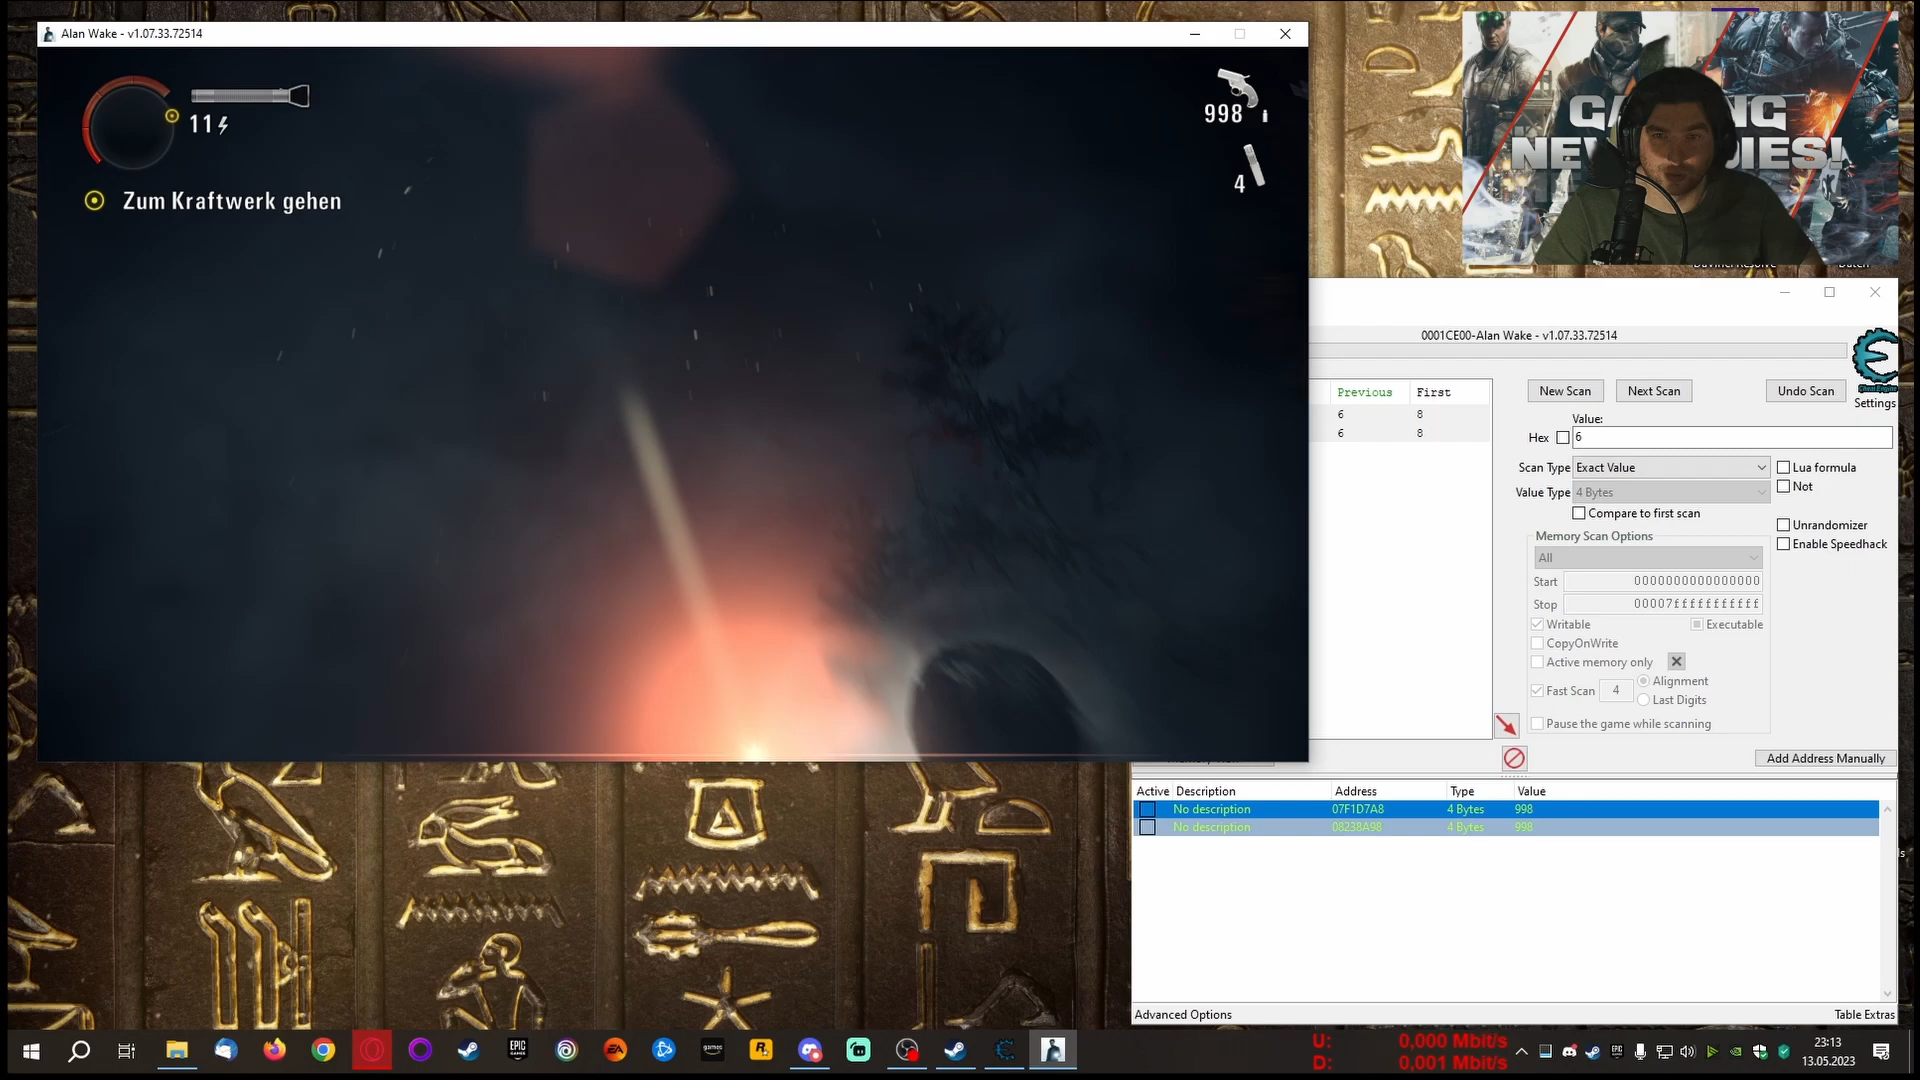 Alan Wake - v1.07.33.72514
11
998
4
Zum Kraftwerk gehen
0001CE00-Alan Wake - v1.07.33.72514
Previous First
6 8
6 8
New Scan Next Scan Undo Scan
Settings
Value:
Hex 6
Scan Type Exact Value
Lua formula
Not
Value Type 4 Bytes
Compare to first scan
Unrandomizer
Enable Speedhack
Memory Scan Options
All
Start 0000000000000000
Stop 00007fffffffffff
Writable Executable
CopyOnWrite
Active memory only
Fast Scan 4 Alignment
Last Digits
Pause the game while scanning
Add Address Manually
Active Description Address Type Value
No description 07F1D7A8 4 Bytes 998
No description 08238A98 4 Bytes 998
Advanced Options Table Extras
EPIC GAMES
EA
games
U: 0,000 Mbit/s
D: 0,001 Mbit/s
23:13
13.05.2023